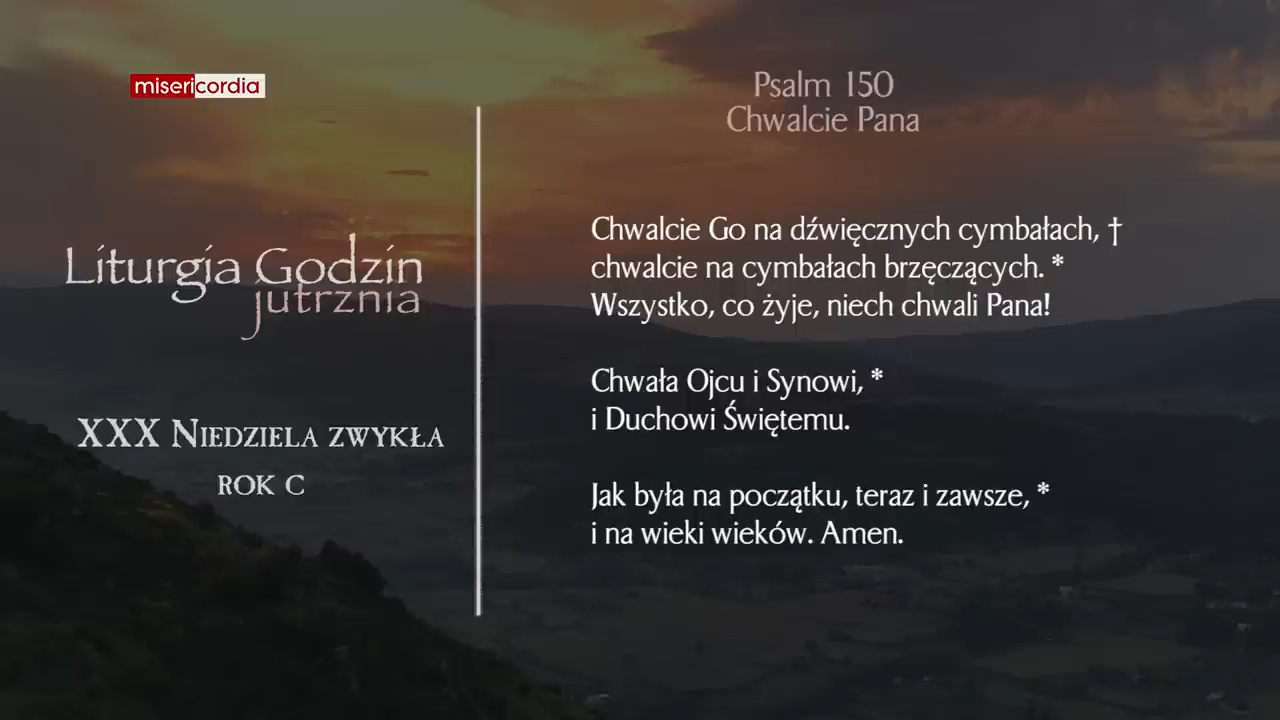 misericordia
Liturgia Godzin
jutrznia
XXX Niedziela zwykła
rok C
Psalm 150
Chwalcie Pana
Chwalcie Go na dźwięcznych cymbałach, †
chwalcie na cymbałach brzęczących. *
Wszystko, co żyje, niech chwali Pana!
Chwała Ojcu i Synowi, *
i Duchowi Świętemu.
Jak była na początku, teraz i zawsze, *
i na wieki wieków. Amen.